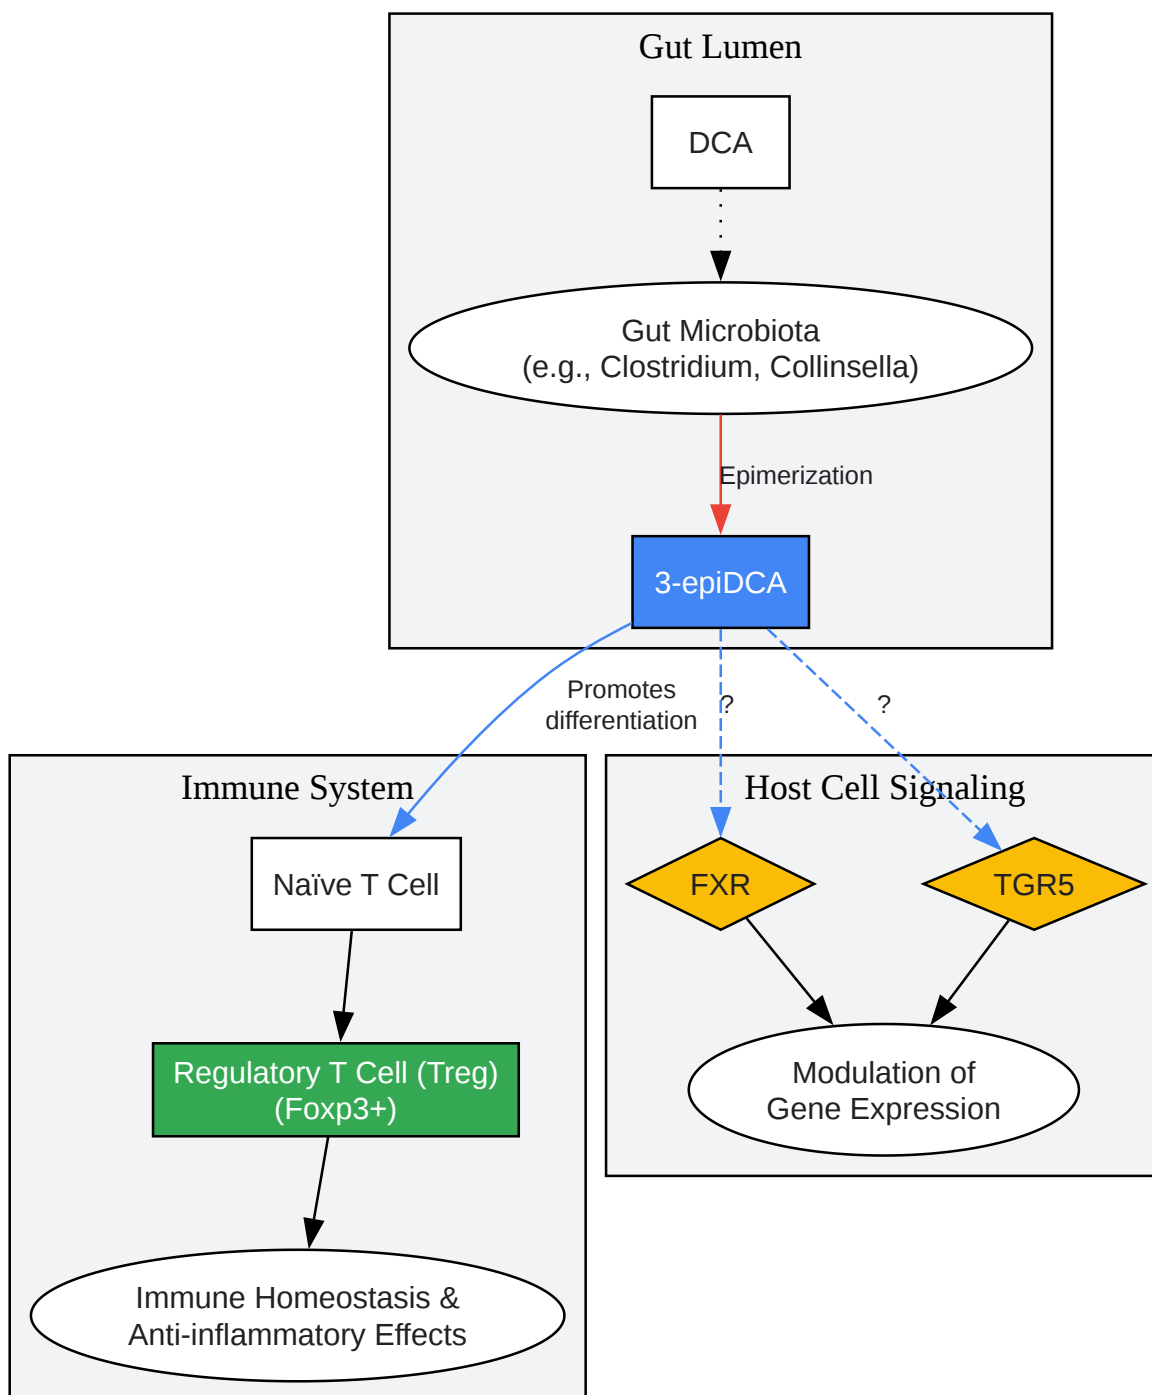 Gut Lumen
DCA
Gut Microbiota
(e.g., Clostridium, Collinsella)
Epimerization
3-epiDCA
Promotes
differentiation
?
?
Immune System
Naïve T Cell
Regulatory T Cell (Treg)
(Foxp3+)
Immune Homeostasis &
Anti-inflammatory Effects
Host Cell Signaling
FXR
TGR5
Modulation of
Gene Expression